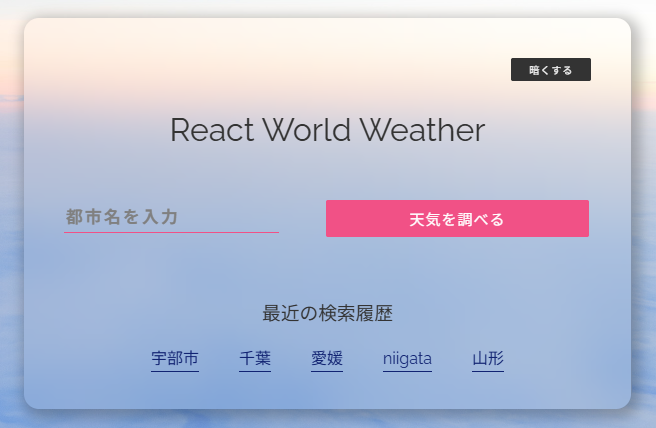 暗くする
React World Weather
都市名を入力
天気を調べる
最近の検索履歴
宇部市 千葉 愛媛 niigata 山形